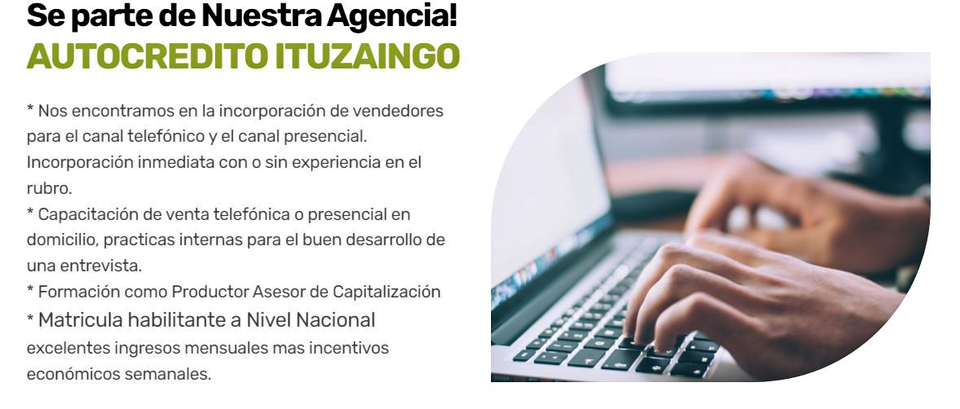 Se parte de Nuestra Agencia!
AUTOCREDITO ITUZAINGO
* Nos encontramos en la incorporación de vendedores
para el canal telefónico y el canal presencial.
Incorporación inmediata con o sin experiencia en el
rubro.
* Capacitación de venta telefónica o presencial en
domicilio, practicas internas para el buen desarrollo de
una entrevista.
* Formación como Productor Asesor de Capitalización
* Matricula habilitante a Nivel Nacional
excelentes ingresos mensuales mas incentivos
económicos semanales.